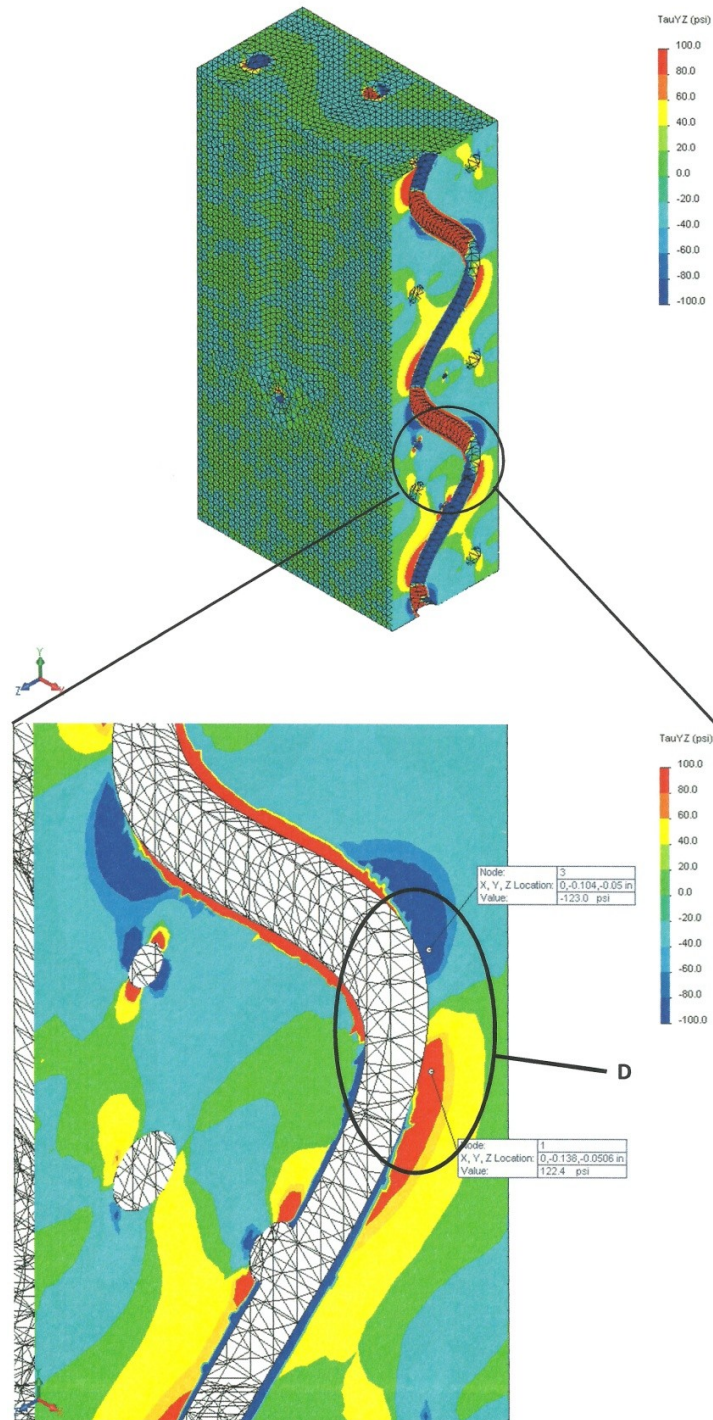 TauYZ (psi)
100.0
80.0
60.0
40.0
20.0
0.0
-20.0
-40.0
-60.0
-80.0
-100.0
Y
Z
TauYZ (psi)
100.0
80.0
60.0
40.0
20.0
0.0
-20.0
-40.0
-60.0
-80.0
-100.0
Node: 3
X, Y, Z Location: 0,-0.104,-0.05 in
Value: -123.0 psi
D
Node: 1
X, Y, Z Location: 0,-0.138,-0.0506 in
Value: 122.4 psi